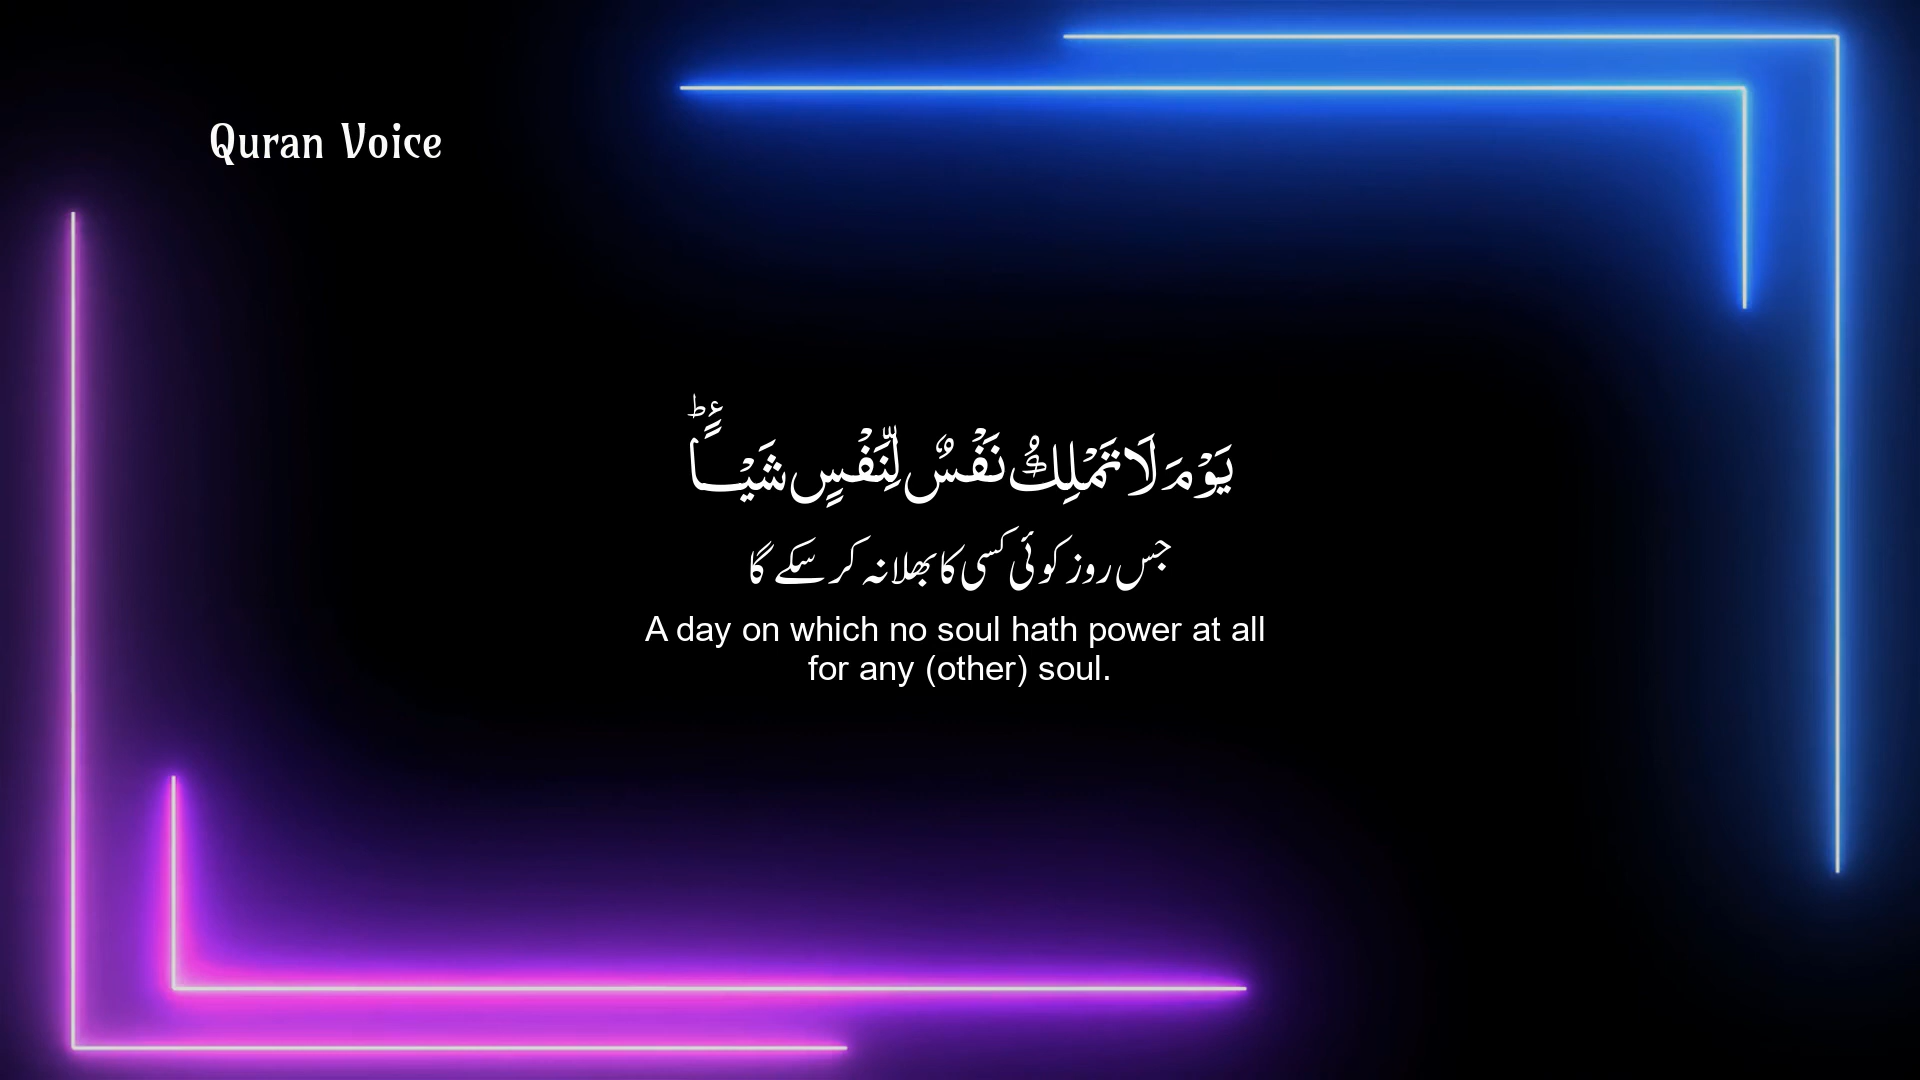 Quran Voice
يَوْمَ لَا تَمْلِكُ نَفْسٌ لِّنَفْسٍ شَيْـــًٔاؕ
جس روز کوئی کسی کا بھلا نہ کر سکے گا
A day on which no soul hath power at all
for any (other) soul.